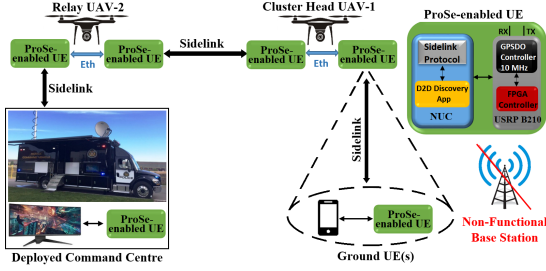 Relay UAV-2
Cluster Head UAV-1
ProSe-enabled UE
ProSe-
enabled UE
Eth
ProSe-
enabled UE
Sidelink
ProSe-
enabled UE
Eth
ProSe-
enabled UE
RX
TX
Sidelink
Protocol
D2D Discovery
App
NUC
GPSDO
Controller
10 MHz
FPGA
Controller
USRP B210
Sidelink
Sidelink
ProSe-
enabled UE
Deployed Command Centre
ProSe-
enabled UE
Ground UE(s)
Non-Functional
Base Station